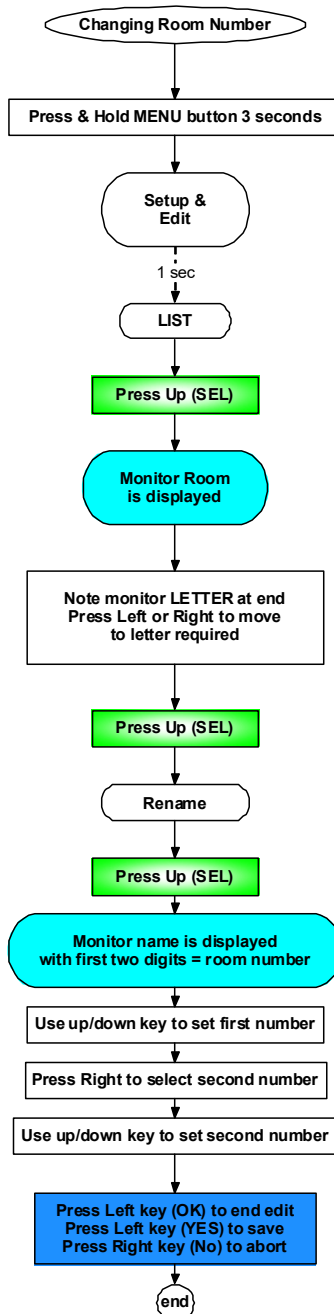 Changing Room Number
Press & Hold MENU button 3 seconds
Setup &
Edit
1 sec
LIST
Press Up (SEL)
Monitor Room
is displayed
Note monitor LETTER at end
Press Left or Right to move
to letter required
Press Up (SEL)
Rename
Press Up (SEL)
Monitor name is displayed
with first two digits = room number
Use up/down key to set first number
Press Right to select second number
Use up/down key to set second number
Press Left key (OK) to end edit
Press Left key (YES) to save
Press Right key (No) to abort
end